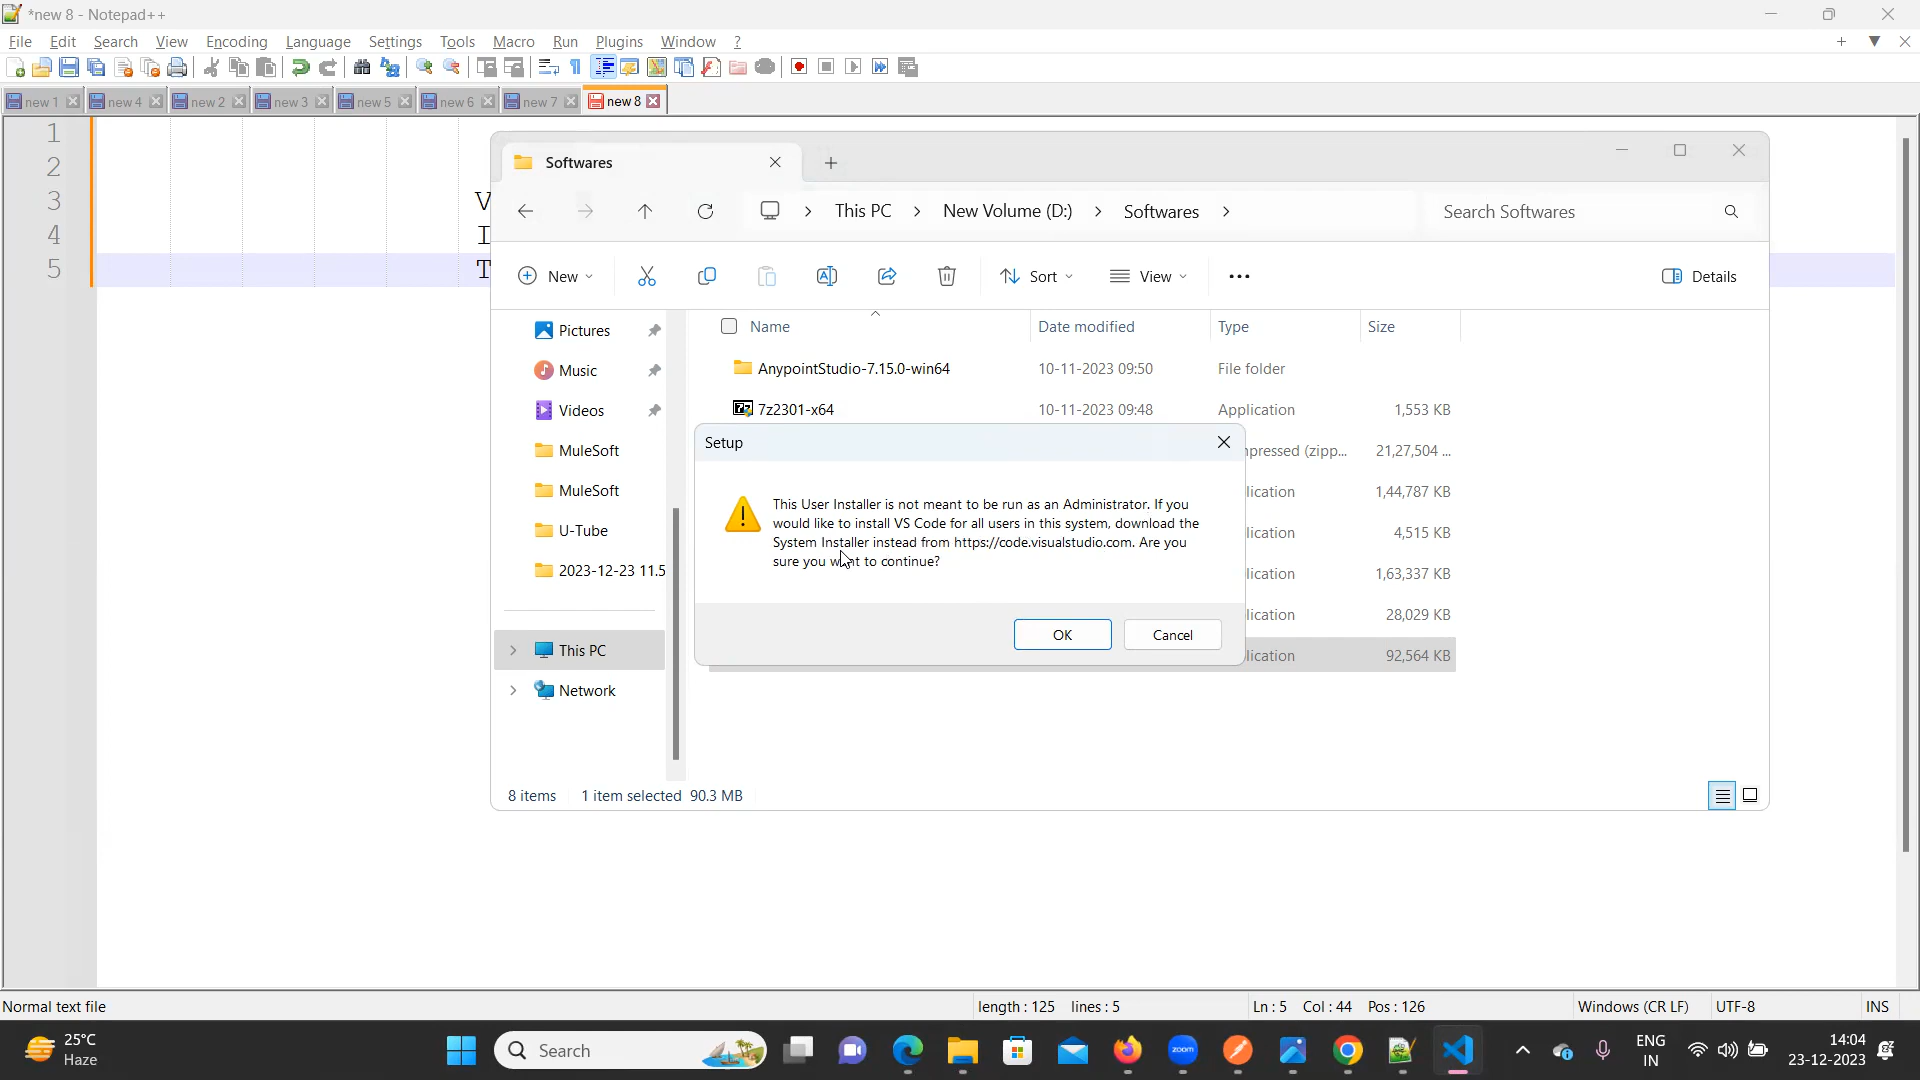 *new 8 - Notepad++
File Edit Search View Encoding Language Settings Tools Macro Run Plugins Window ?
new 1 new 4 new 2 new 3 new 5 new 6 new 7 new 8
1
2
3 V
4 I
5 T
Softwares
This PC > New Volume (D:) > Softwares >
Search Softwares
New Sort View Details
Name Date modified Type Size
Pictures
Music
Videos
MuleSoft
MuleSoft
U-Tube
2023-12-23 11.5
This PC
Network
AnypointStudio-7.15.0-win64 10-11-2023 09:50 File folder
7z2301-x64 10-11-2023 09:48 Application 1,553 KB
pressed (zipp... 21,27,504 ...
lication 1,44,787 KB
lication 4,515 KB
lication 1,63,337 KB
lication 28,029 KB
lication 92,564 KB
Setup
This User Installer is not meant to be run as an Administrator. If you
would like to install VS Code for all users in this system, download the
System Installer instead from https://code.visualstudio.com. Are you
sure you want to continue?
OK Cancel
8 items 1 item selected 90.3 MB
Normal text file length : 125 lines : 5 Ln : 5 Col : 44 Pos : 126 Windows (CR LF) UTF-8 INS
25°C
Haze
Search
zoom
ENG
IN
14:04
23-12-2023